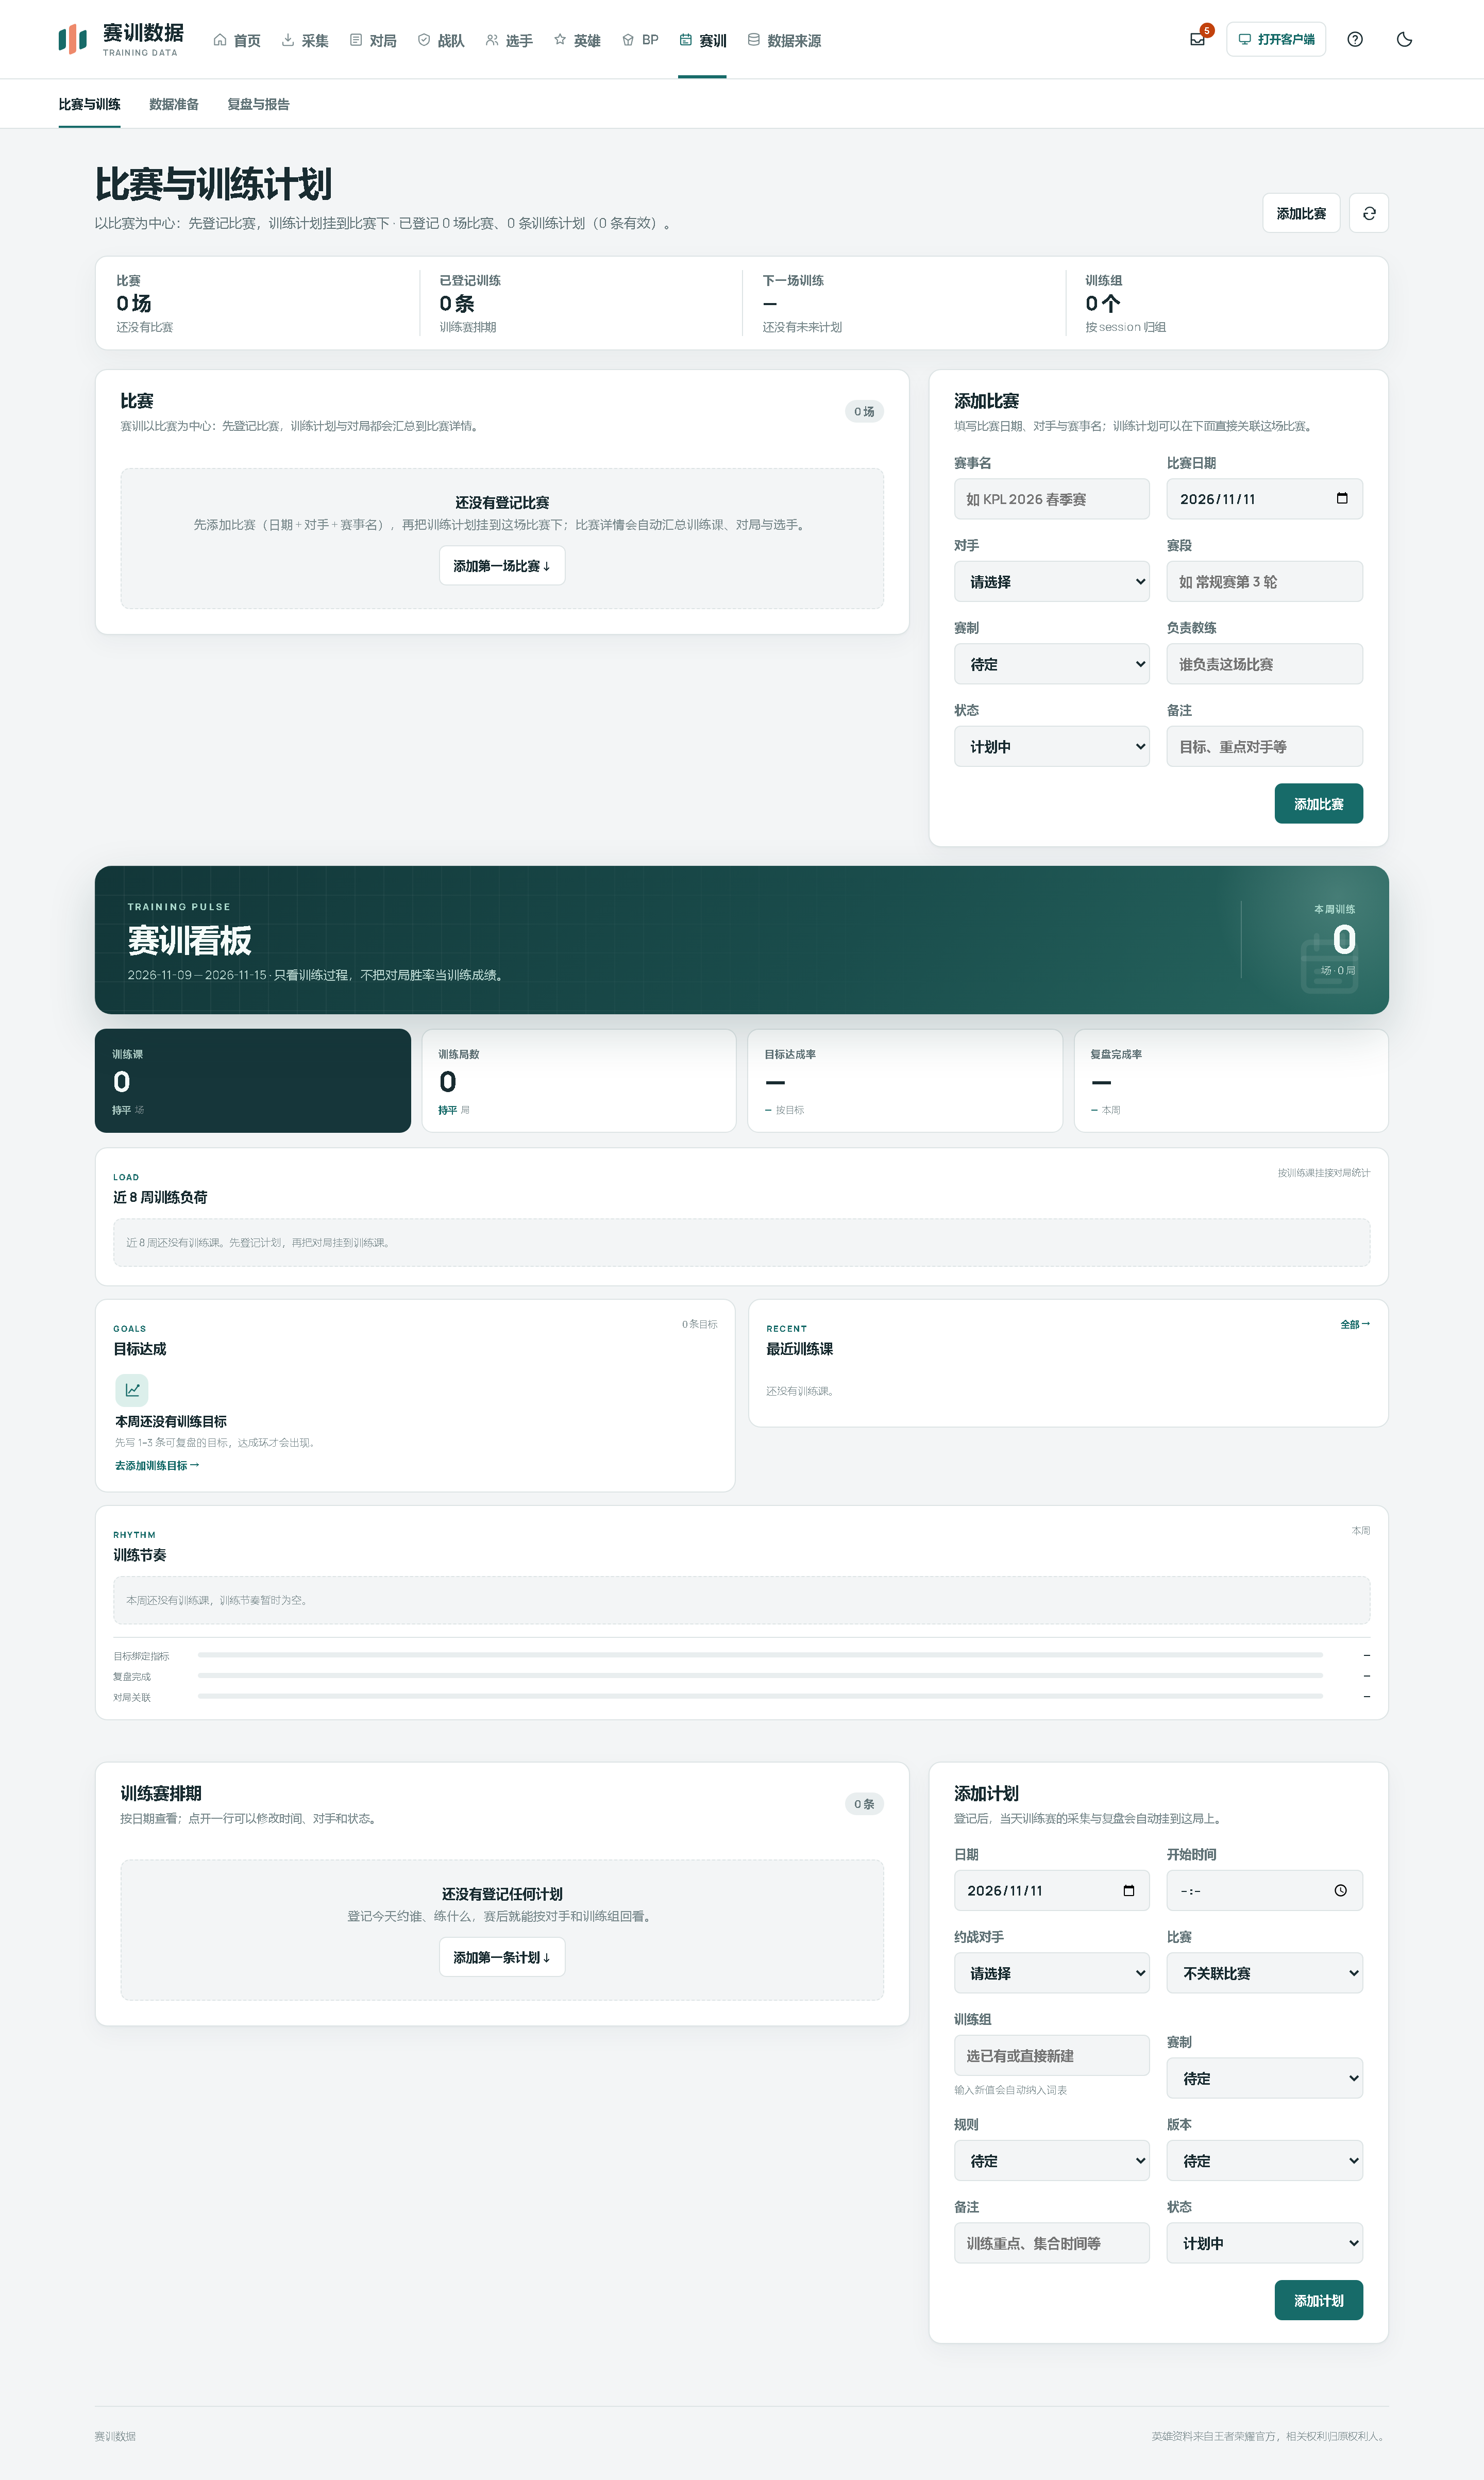 赛训数据
TRAINING DATA
首页
采集
对局
战队
选手
英雄
BP
赛训
数据来源
5
打开客户端
比赛与训练
数据准备
复盘与报告
比赛与训练计划
以比赛为中心：先登记比赛，训练计划挂到比赛下 · 已登记 0 场比赛、0 条训练计划（0 条有效）。
添加比赛
比赛
0 场
还没有比赛
已登记训练
0 条
训练赛排期
下一场训练
—
还没有未来计划
训练组
0 个
按 session 归组
比赛
赛训以比赛为中心：先登记比赛，训练计划与对局都会汇总到比赛详情。
0 场
还没有登记比赛
先添加比赛（日期 + 对手 + 赛事名），再把训练计划挂到这场比赛下；比赛详情会自动汇总训练课、对局与选手。
添加第一场比赛 ↓
添加比赛
填写比赛日期、对手与赛事名；训练计划可以在下面直接关联这场比赛。
赛事名
比赛日期
如 KPL 2026 春季赛
2026/11/11
对手
赛段
请选择
如 常规赛第 3 轮
赛制
负责教练
待定
谁负责这场比赛
状态
备注
计划中
目标、重点对手等
添加比赛
TRAINING PULSE
赛训看板
2026-11-09 — 2026-11-15 · 只看训练过程，不把对局胜率当训练成绩。
本周训练
0
场 · 0 局
训练课
0
持平 场
训练局数
0
持平 局
目标达成率
—
— 按目标
复盘完成率
—
— 本周
LOAD
近 8 周训练负荷
按训练课挂接对局统计
近 8 周还没有训练课。先登记计划，再把对局挂到训练课。
GOALS
目标达成
0 条目标
本周还没有训练目标
先写 1–3 条可复盘的目标，达成环才会出现。
去添加训练目标 →
RECENT
最近训练课
全部 →
还没有训练课。
RHYTHM
训练节奏
本周
本周还没有训练课，训练节奏暂时为空。
目标绑定指标 —
复盘完成 —
对局关联 —
训练赛排期
按日期查看；点开一行可以修改时间、对手和状态。
0 条
还没有登记任何计划
登记今天约谁、练什么，赛后就能按对手和训练组回看。
添加第一条计划 ↓
添加计划
登记后，当天训练赛的采集与复盘会自动挂到这局上。
日期
开始时间
2026/11/11
--:--
约战对手
比赛
请选择
不关联比赛
训练组
选已有或直接新建
输入新值会自动纳入词表
赛制
待定
规则
版本
待定
待定
备注
状态
训练重点、集合时间等
计划中
添加计划
赛训数据
英雄资料来自王者荣耀官方，相关权利归原权利人。